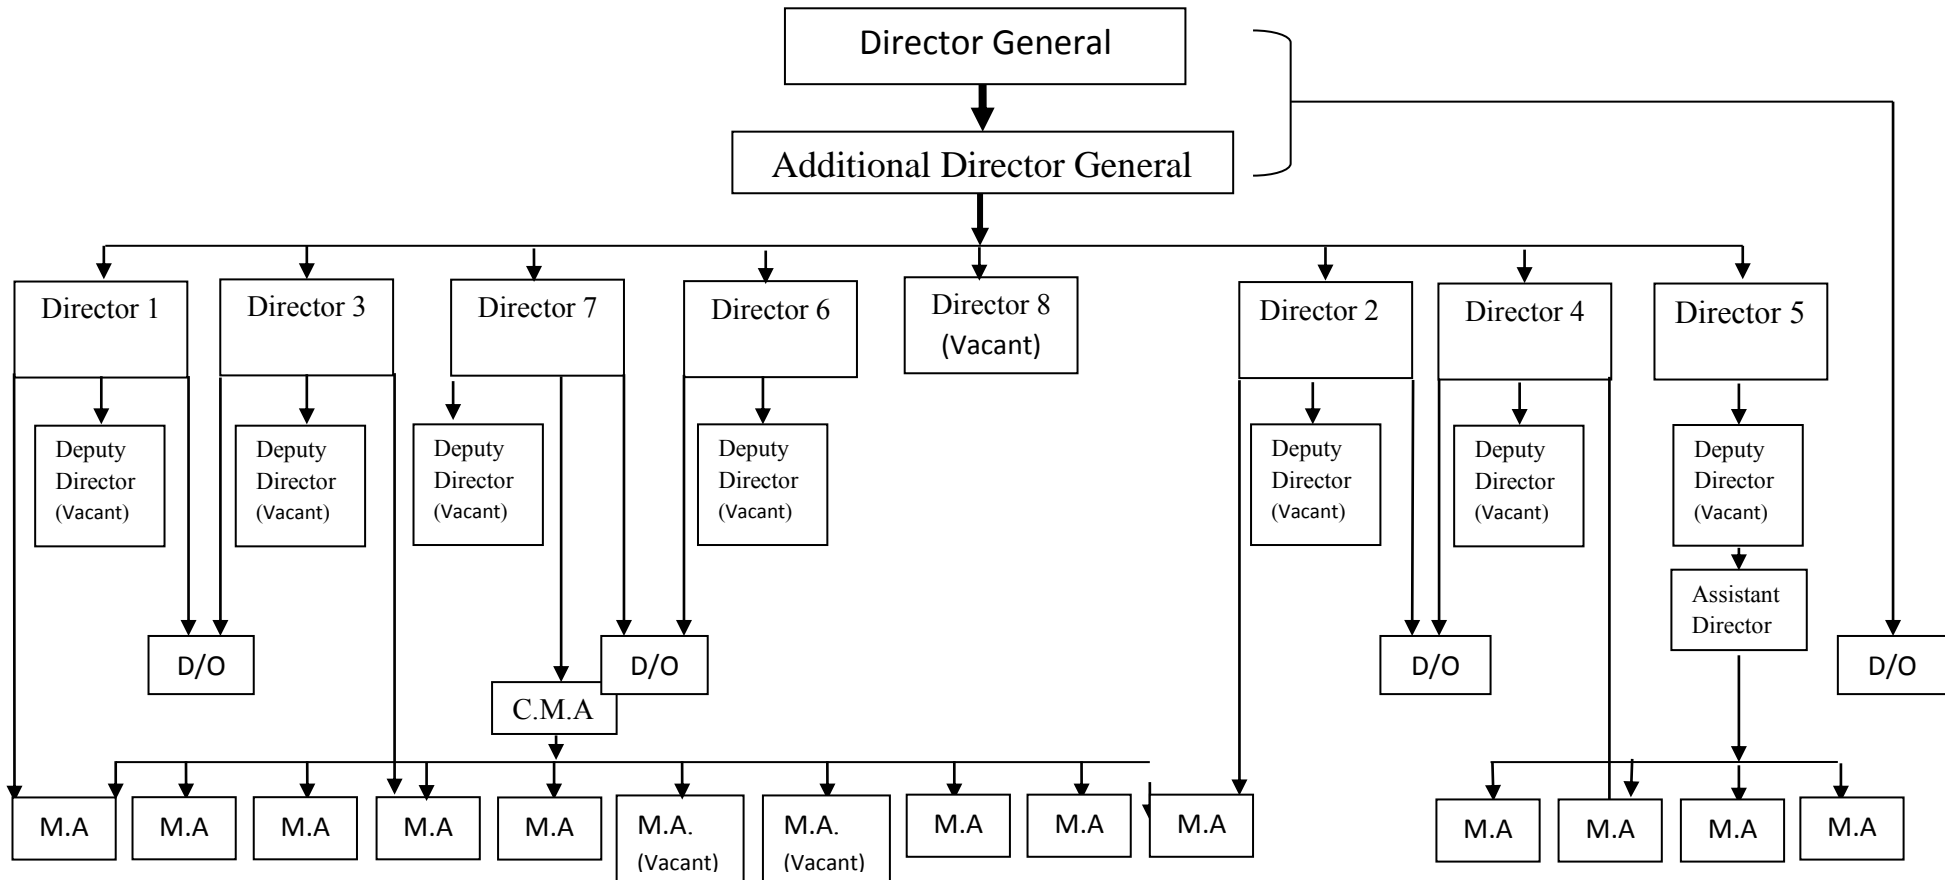 Director General
Additional Director General
Director 1
Director 3
Director 7
Director 6
Director 8
(Vacant)
Director 2
Director 4
Director 5
Deputy
Director
(Vacant)
Deputy
Director
(Vacant)
Deputy
Director
(Vacant)
Deputy
Director
(Vacant)
Deputy
Director
(Vacant)
Deputy
Director
(Vacant)
Deputy
Director
(Vacant)
Assistant
Director
D/O
D/O
D/O
D/O
C.M.A
M.A
M.A
M.A
M.A
M.A
M.A.
(Vacant)
M.A.
(Vacant)
M.A
M.A
M.A
M.A
M.A
M.A
M.A